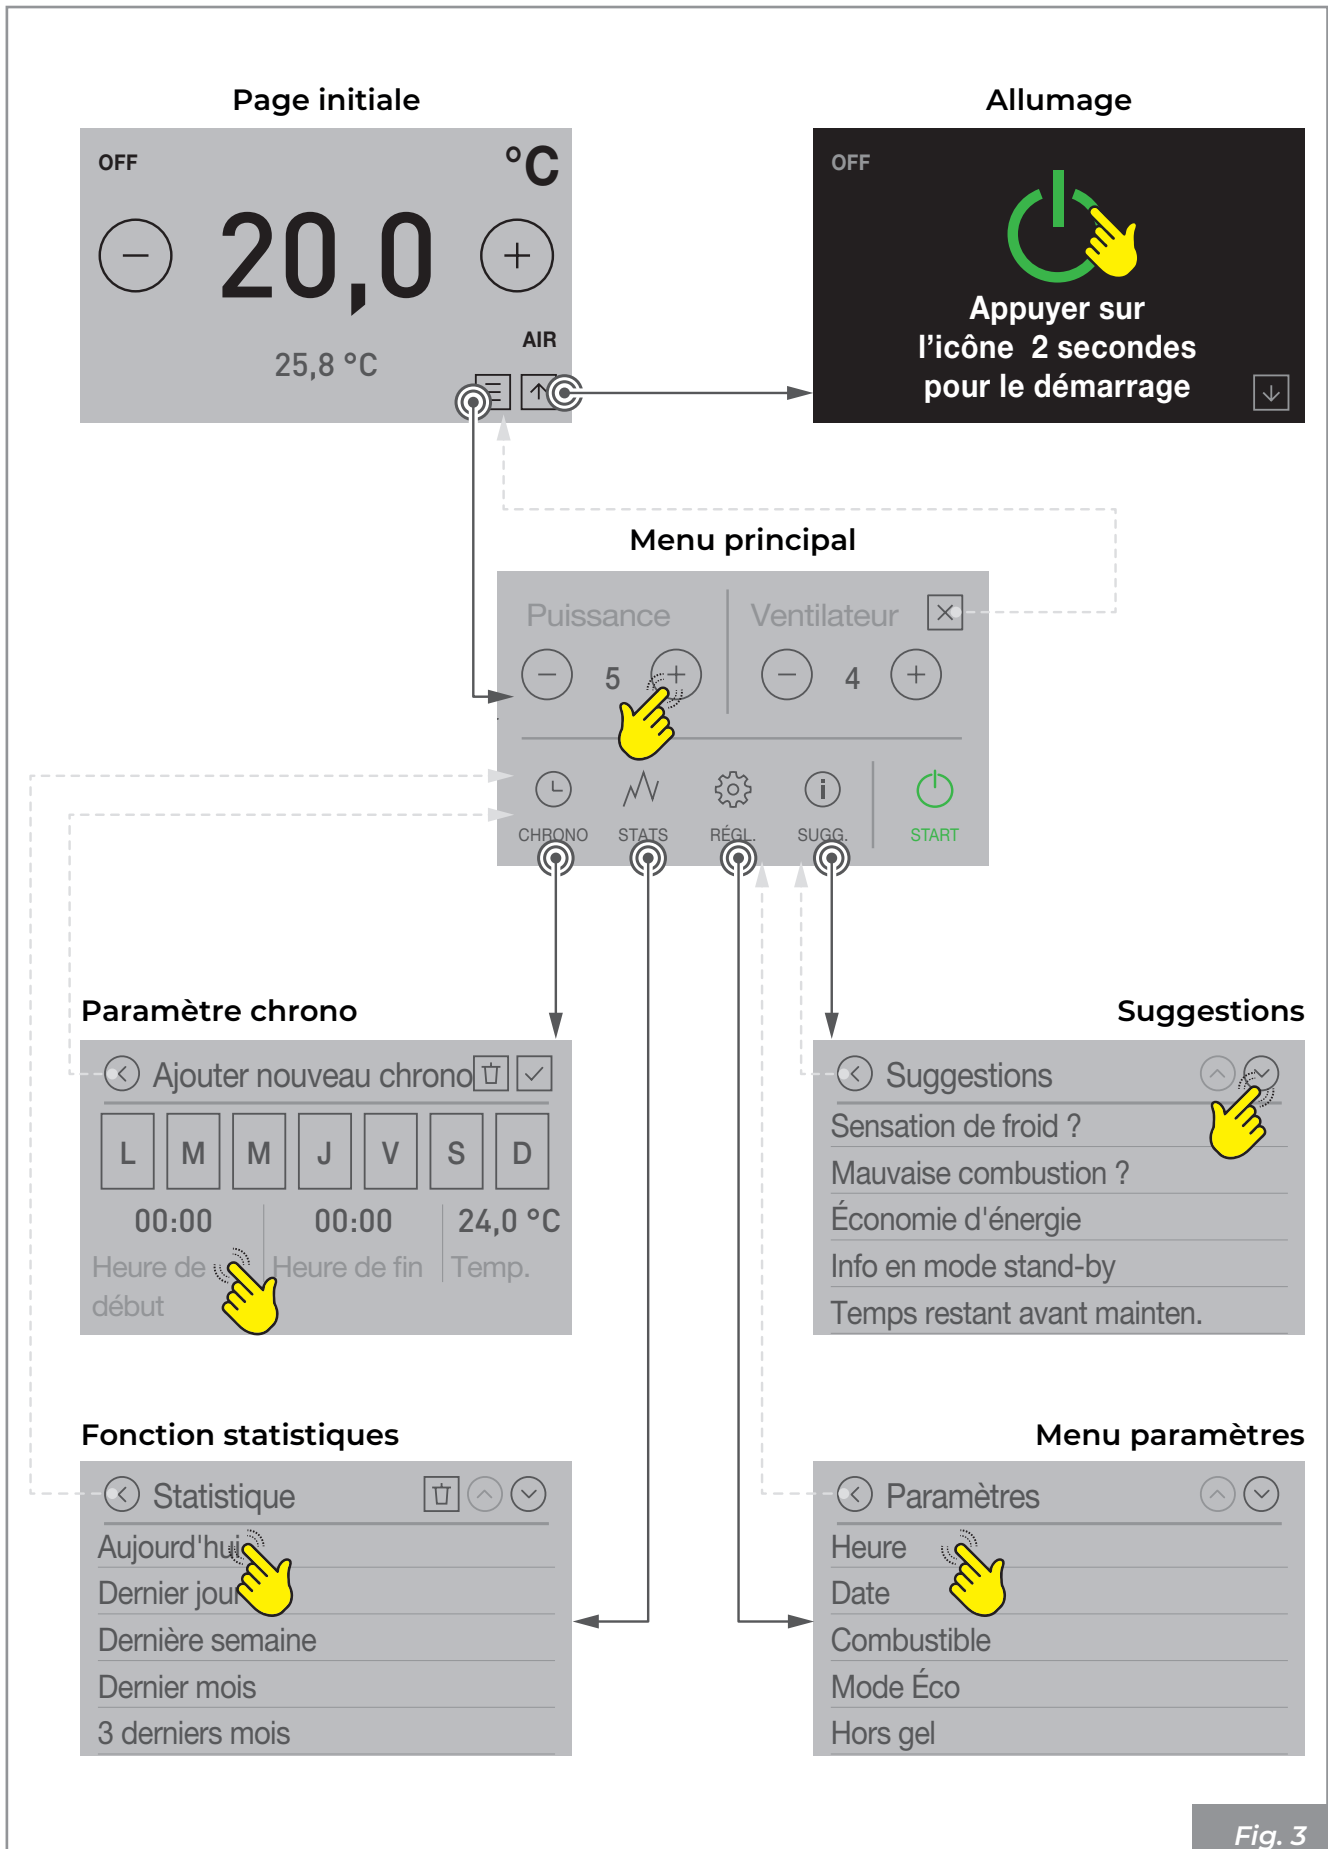 Page initiale
OFF
°C
20,0
AIR
25,8 °C
Allumage
OFF
Appuyer sur
l'icône 2 secondes
pour le démarrage
Menu principal
Puissance
Ventilateur
5
4
CHRONO
STATS
RÉGL.
SUGG.
START
Paramètre chrono
Ajouter nouveau chrono
L M M J V S D
00:00
00:00
24,0 °C
Heure de
début
Heure de fin
Temp.
Suggestions
Suggestions
Sensation de froid ?
Mauvaise combustion ?
Économie d'énergie
Info en mode stand-by
Temps restant avant mainten.
Fonction statistiques
Statistique
Aujourd'hui
Dernier jour
Dernière semaine
Dernier mois
3 derniers mois
Menu paramètres
Paramètres
Heure
Date
Combustible
Mode Éco
Hors gel
Fig. 3